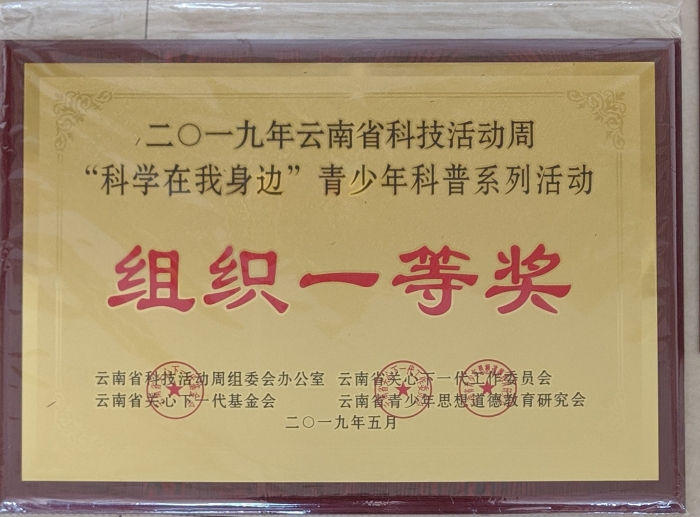 二〇一九年云南省科技活动周
“科学在我身边”青少年科普系列活动
组织一等奖
云南省科技活动周组委会办公室 云南省关心下一代工作委员会
云南省关心下一代基金会 云南省青少年思想道德教育研究会
二〇一九年五月